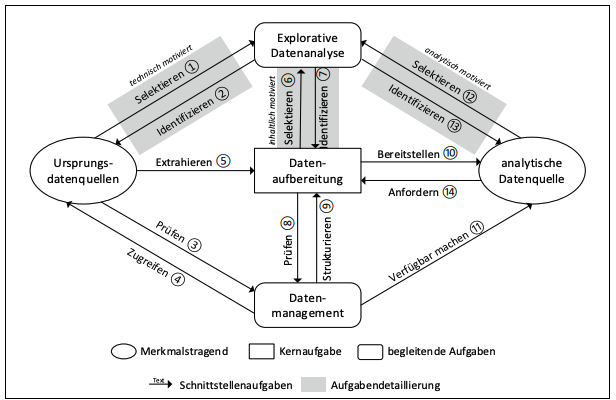 Explorative
Datenanalyse
technisch motiviert
Selektieren 1
Identifizieren 2
inhaltlich motiviert
Selektieren 6
Identifizieren 7
analytisch motiviert
Selektieren 12
Identifizieren 13
Ursprungs-
datenquellen
Extrahieren 5
Daten-
aufbereitung
Bereitstellen 10
Anfordern 14
analytische
Datenquelle
Prüfen 3
Zugreifen 4
Prüfen 8
Strukturieren 9
Verfügbar machen 11
Daten-
management
Merkmalstragend
Kernaufgabe
begleitende Aufgaben
Text
Schnittstellenaufgaben
Aufgabendetaillierung